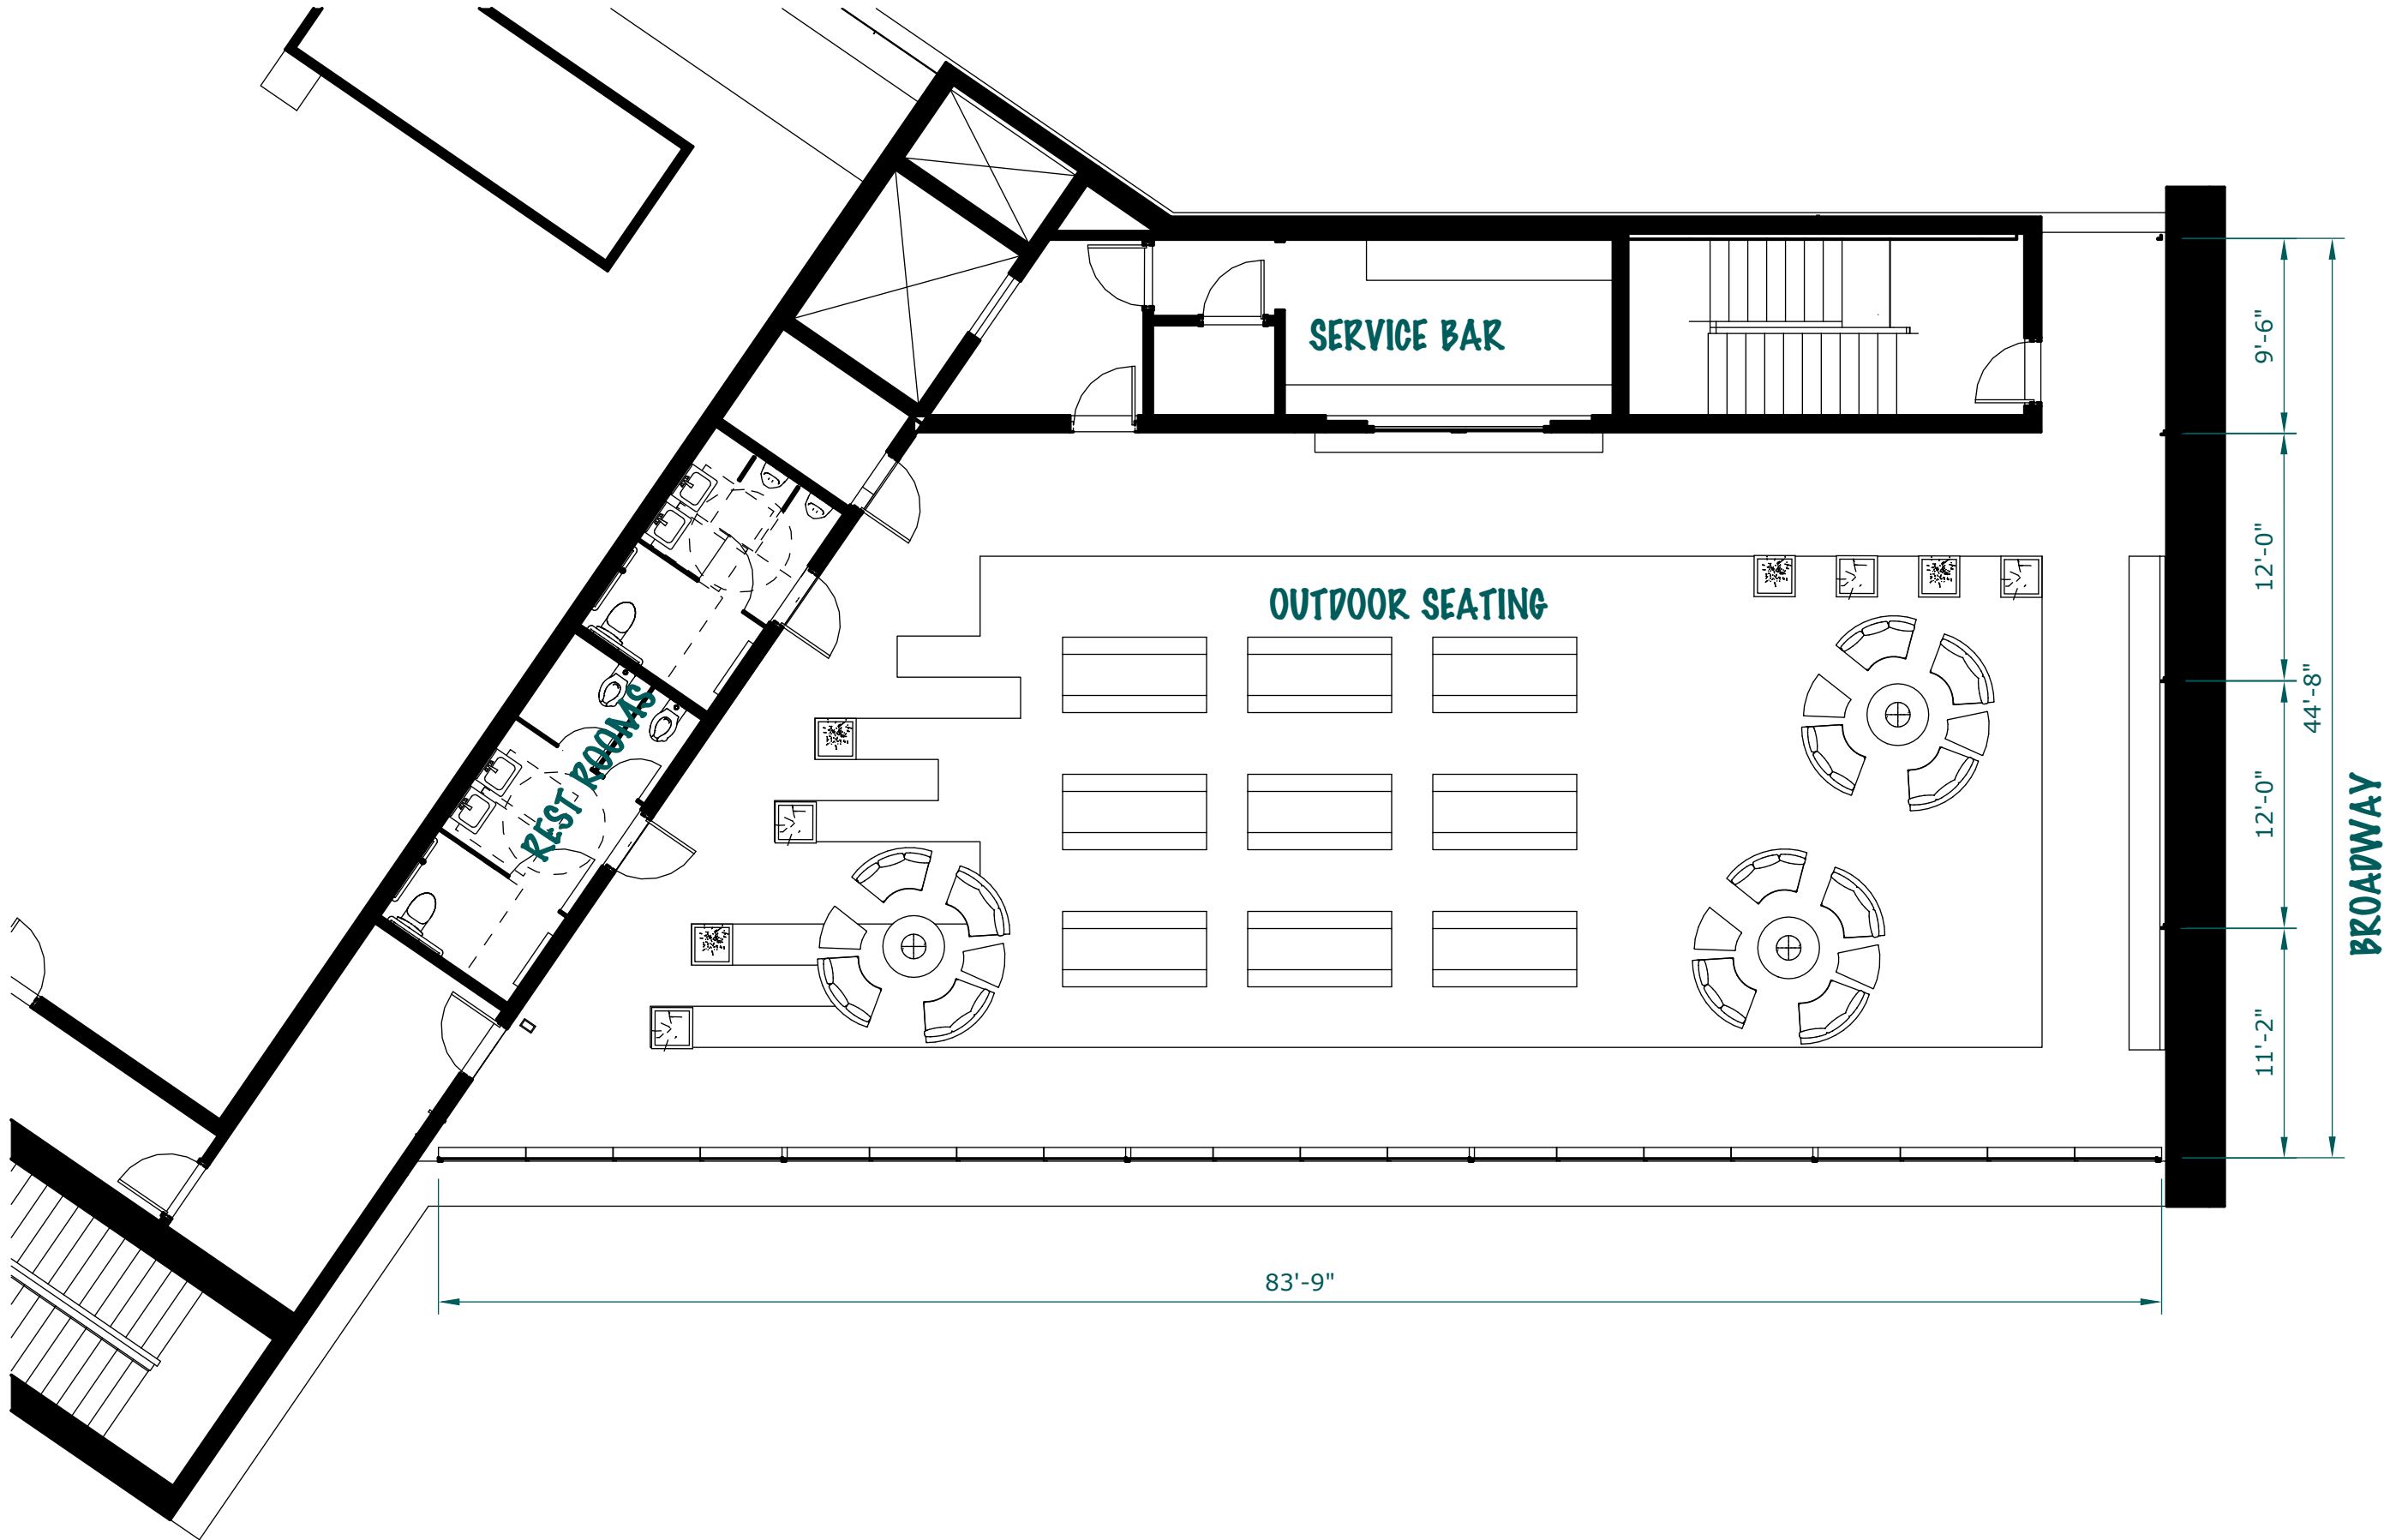 SERVICE BAR
OUTDOOR SEATING
REST ROOMS
9'-6"
12'-0"
12'-0"
11'-2"
44'-8"
BROADWAY
83'-9"